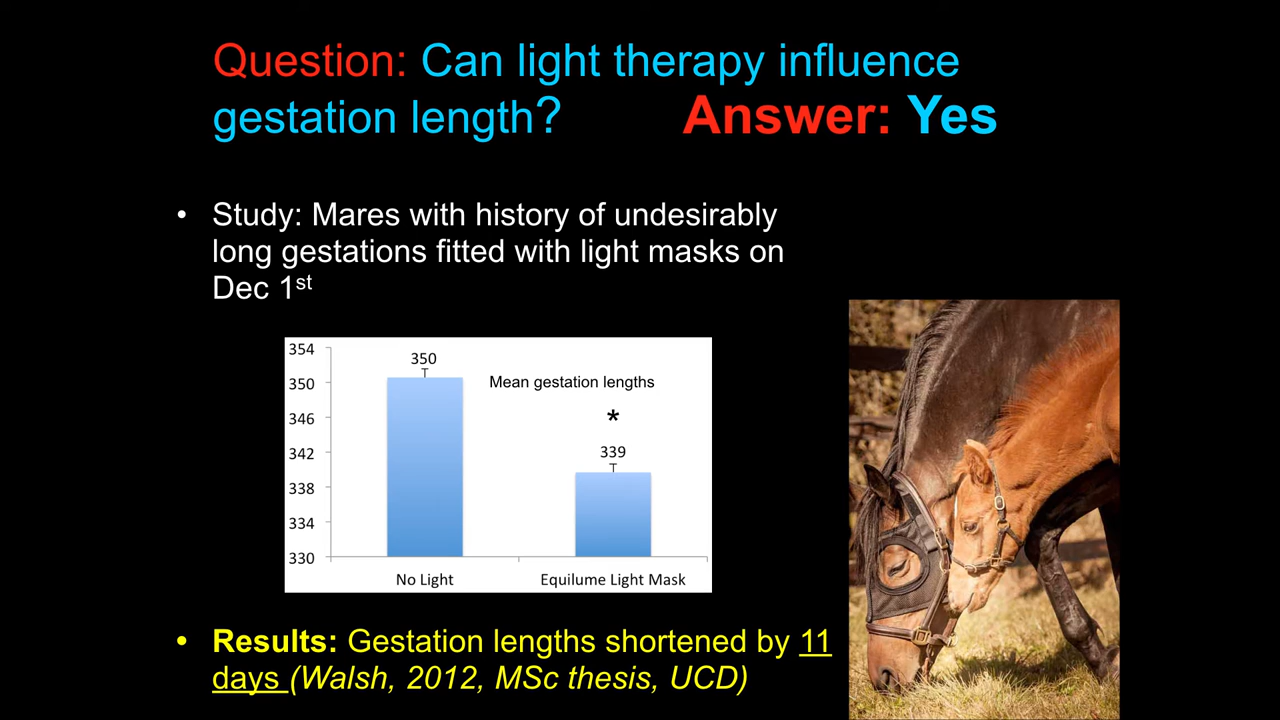 Question: Can light therapy influence
gestation length? Answer: Yes
• Study: Mares with history of undesirably
long gestations fitted with light masks on
Dec 1st
354
350
346
342
338
334
330
350
Mean gestation lengths
*
339
No Light
Equilume Light Mask
• Results: Gestation lengths shortened by 11
days (Walsh, 2012, MSc thesis, UCD)